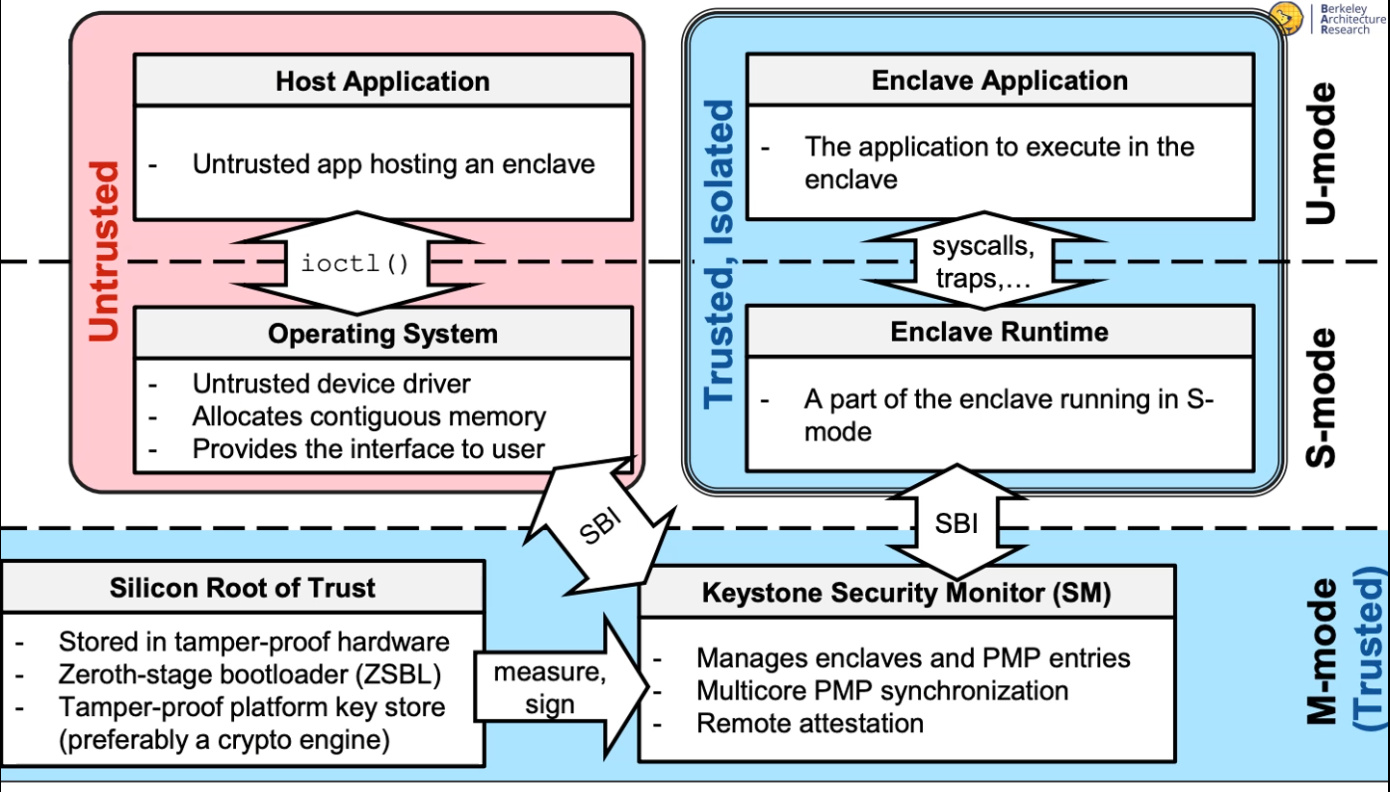 Berkeley
Architecture
Research
Untrusted
Host Application
- Untrusted app hosting an enclave
ioctl()
Operating System
- Untrusted device driver
- Allocates contiguous memory
- Provides the interface to user
Trusted, Isolated
Enclave Application
- The application to execute in the
enclave
syscalls,
traps,...
Enclave Runtime
- A part of the enclave running in S-
mode
U-mode
S-mode
SBI
SBI
Silicon Root of Trust
- Stored in tamper-proof hardware
- Zeroth-stage bootloader (ZSBL)
- Tamper-proof platform key store
(preferably a crypto engine)
measure,
sign
Keystone Security Monitor (SM)
- Manages enclaves and PMP entries
- Multicore PMP synchronization
- Remote attestation
M-mode
(Trusted)